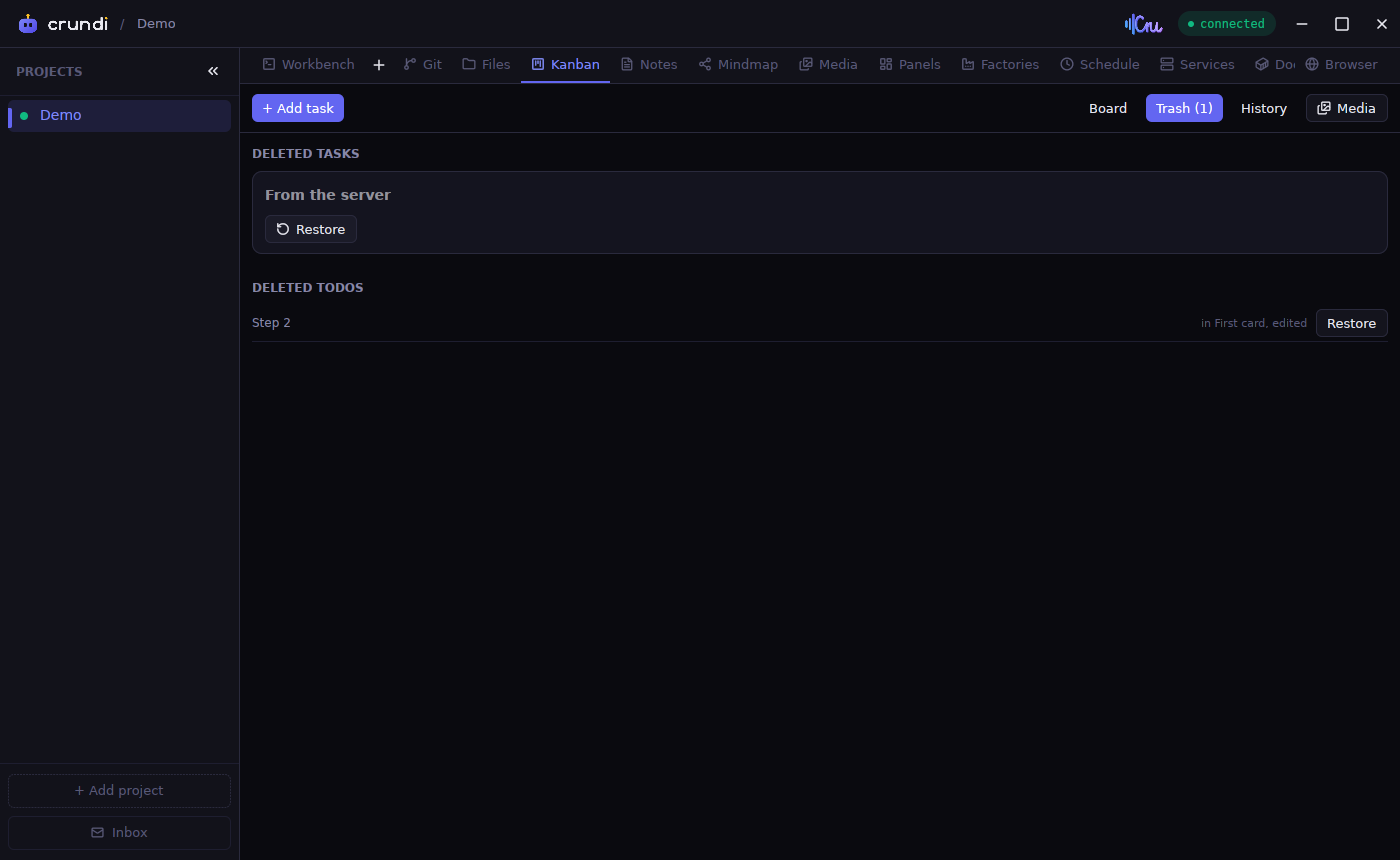 crundi / Demo
Cru
connected
PROJECTS
Demo
+ Add project
Inbox
Workbench + Git Files Kanban Notes Mindmap Media Panels Factories Schedule Services Doc Browser
+ Add task
Board Trash (1) History Media
DELETED TASKS
From the server
Restore
DELETED TODOS
Step 2 in First card, edited Restore